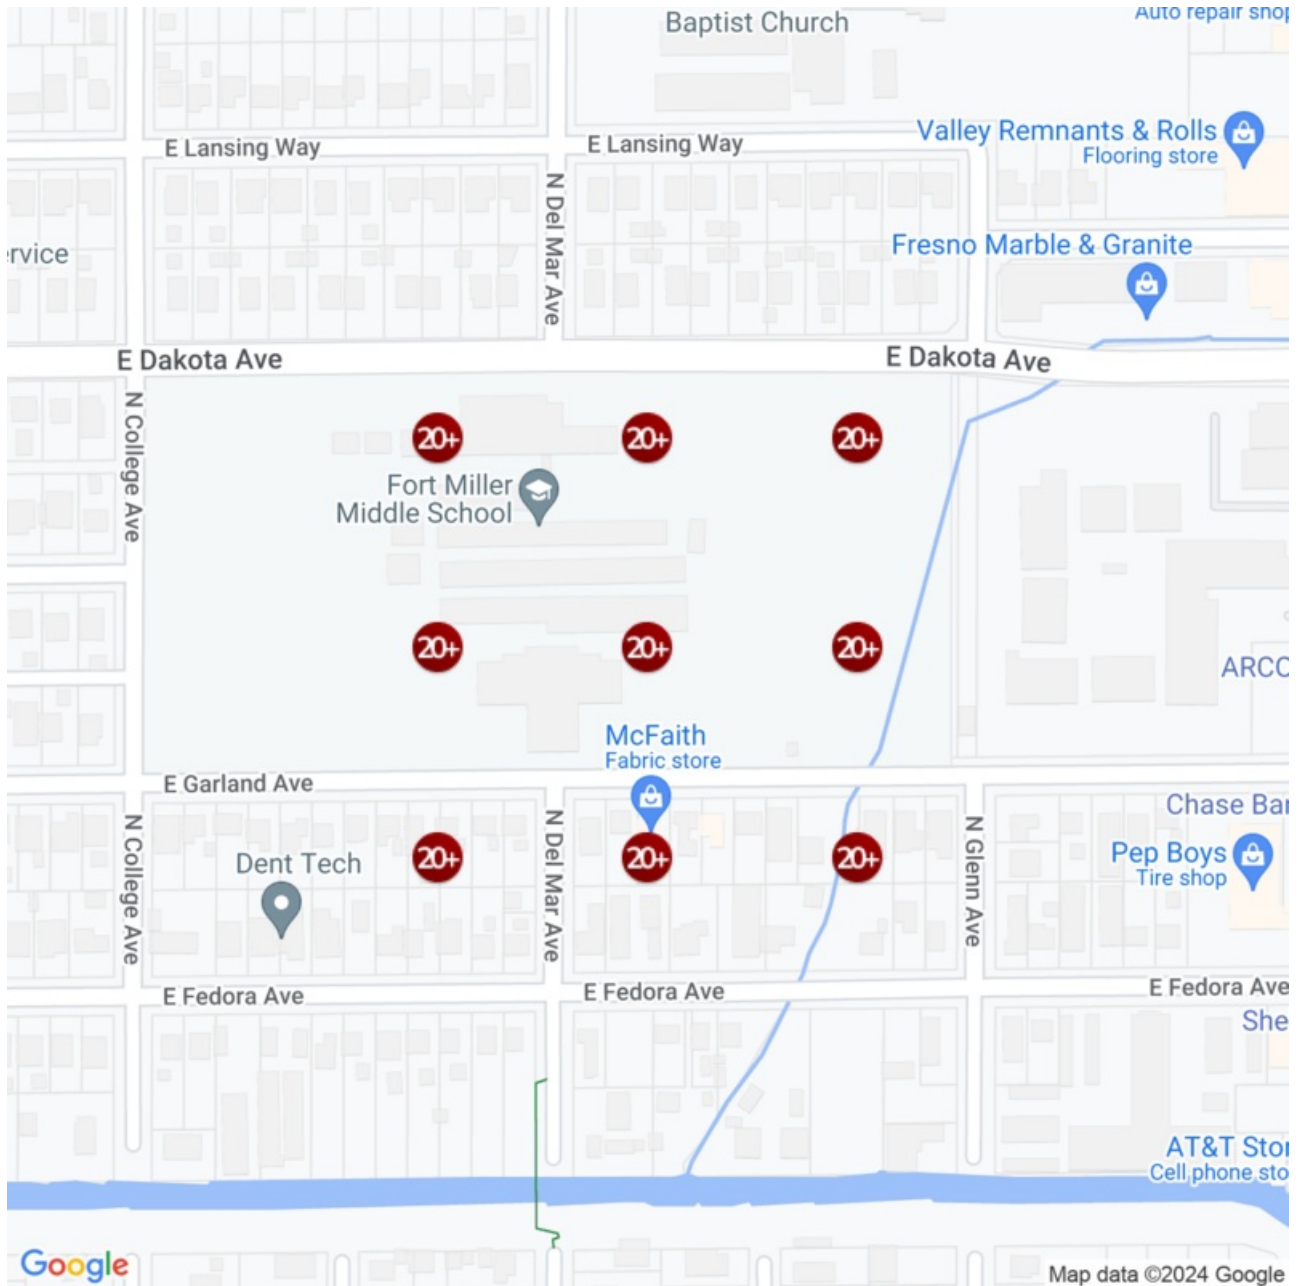 Baptist Church
Auto repair shop
E Lansing Way
E Lansing Way
Valley Remnants & Rolls
Flooring store
N Del Mar Ave
ervice
Fresno Marble & Granite
E Dakota Ave
E Dakota Ave
N College Ave
20+
20+
20+
Fort Miller
Middle School
20+
20+
20+
ARCO
McFaith
Fabric store
E Garland Ave
Chase Ban
N College Ave
N Del Mar Ave
N Glenn Ave
Dent Tech
20+
20+
20+
Pep Boys
Tire shop
E Fedora Ave
E Fedora Ave
E Fedora Ave
She
AT&T Stor
Cell phone sto
Google
Map data ©2024 Google